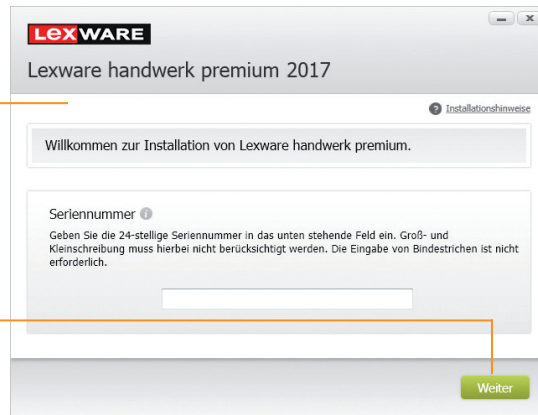 LEXWARE
Lexware handwerk premium 2017
? Installationshinweise
Willkommen zur Installation von Lexware handwerk premium.
Seriennummer i
Geben Sie die 24-stellige Seriennummer in das unten stehende Feld ein. Groß- und
Kleinschreibung muss hierbei nicht berücksichtigt werden. Die Eingabe von Bindestrichen ist nicht
erforderlich.
Weiter